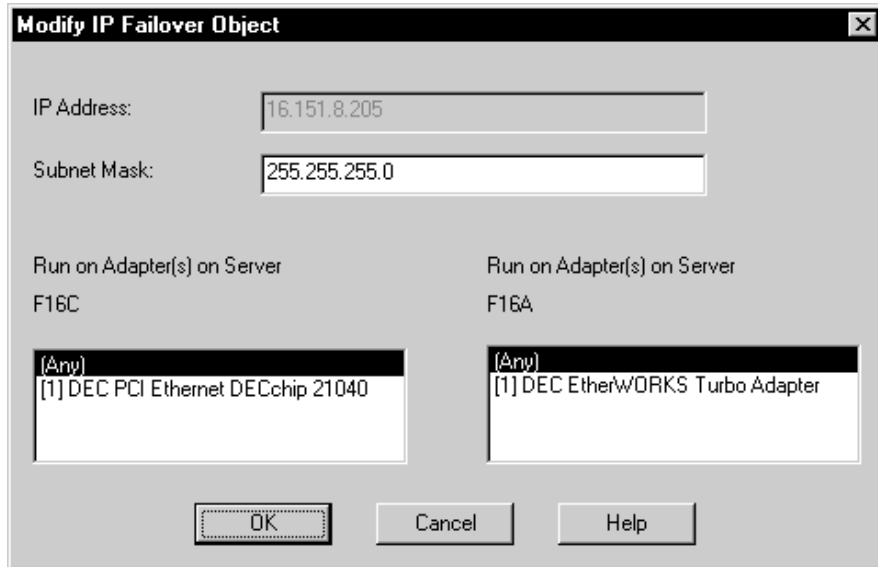 Modify IP Failover Object
IP Address: 16.151.8.205
Subnet Mask: 255.255.255.0
Run on Adapter(s) on Server
F16C
Run on Adapter(s) on Server
F16A
(Any)
[1] DEC PCI Ethernet DECchip 21040
(Any)
[1] DEC EtherWORKS Turbo Adapter
OK Cancel Help